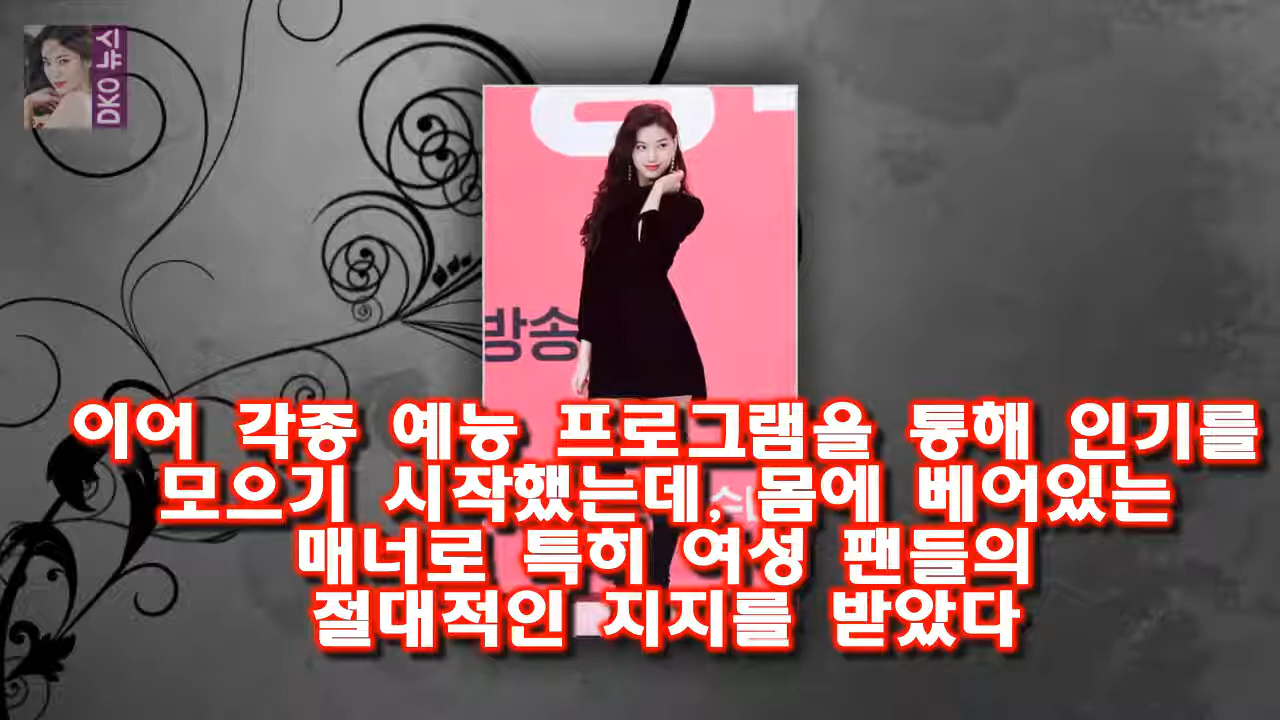 DKO 뉴스
방송
이어 각종 예능 프로그램을 통해 인기를
모으기 시작했는데, 몸에 베어있는
매너로 특히 여성 팬들의
절대적인 지지를 받았다